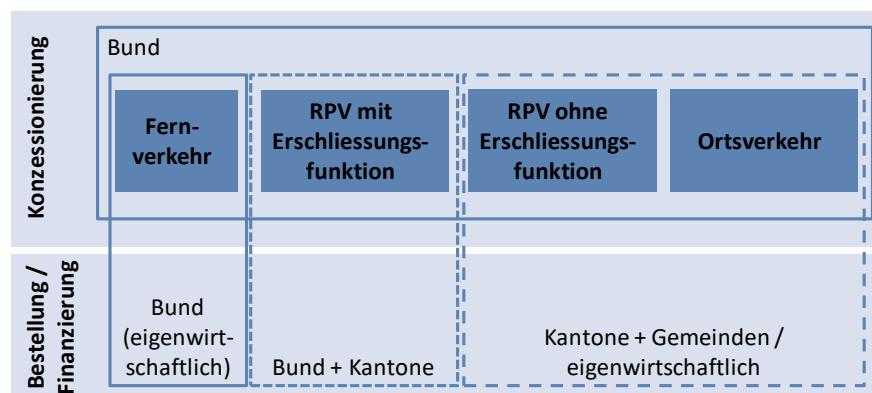 Konzessionierung
Bund
Fern-
verkehr
RPV mit
Erschliessungs-
funktion
RPV ohne
Erschliessungs-
funktion
Ortsverkehr
Bestellung /
Finanzierung
Bund
(eigenwirt-
schaftlich)
Bund + Kantone
Kantone + Gemeinden /
eigenwirtschaftlich